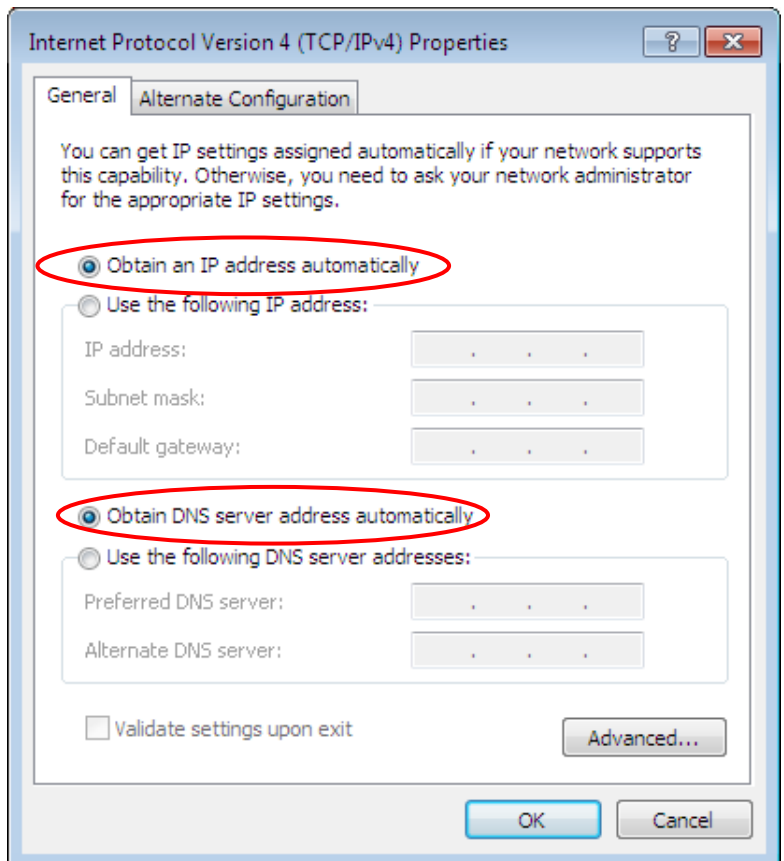 Internet Protocol Version 4 (TCP/IPv4) Properties
General
Alternate Configuration
You can get IP settings assigned automatically if your network supports
this capability. Otherwise, you need to ask your network administrator
for the appropriate IP settings.
Obtain an IP address automatically
Use the following IP address:
IP address:
Subnet mask:
Default gateway:
Obtain DNS server address automatically
Use the following DNS server addresses:
Preferred DNS server:
Alternate DNS server:
Validate settings upon exit
Advanced...
OK
Cancel